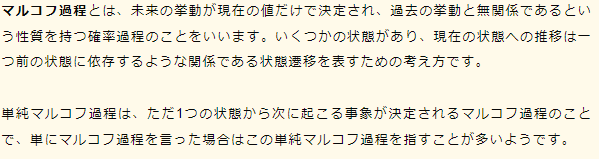 マルコフ過程とは、未来の挙動が現在の値だけで決定され、過去の挙動と無関係であるとい
う性質を持つ確率過程のことをいいます。いくつかの状態があり、現在の状態への推移は一
つ前の状態に依存するような関係である状態遷移を表すための考え方です。
単純マルコフ過程は、ただ1つの状態から次に起こる事象が決定されるマルコフ過程のこと
で、単にマルコフ過程を言った場合はこの単純マルコフ過程を指すことが多いようです。